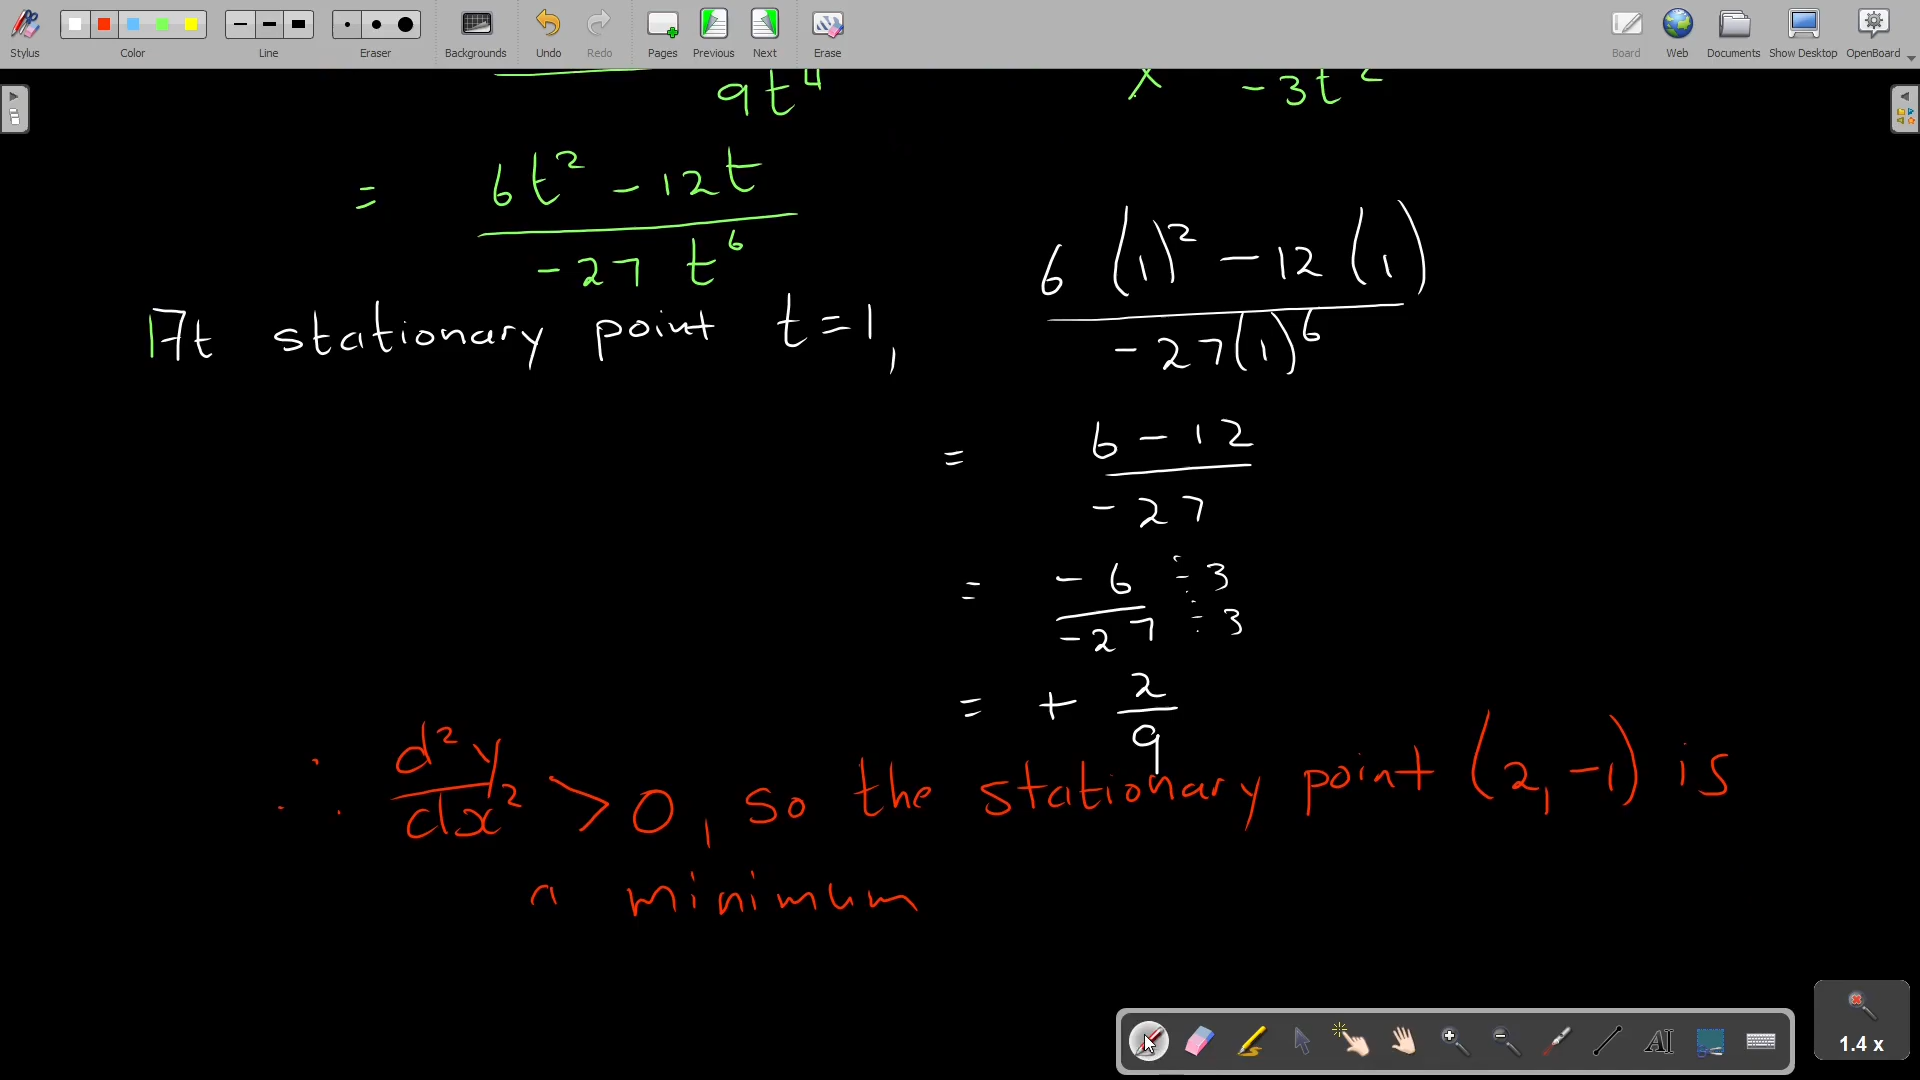 Stylus Color Line Eraser Backgrounds Undo Redo Pages Previous Next Erase Board Web Documents Show Desktop OpenBoard
9t⁴ -3t²
= 6t² - 12t / -27 t⁶
At stationary point t = 1, 6 (1)² - 12 (1) / -27(1)⁶
= 6 - 12 / -27
= -6 ÷ 3 / -27 ÷ 3
= + 2/9
∴ d²y/dx² > 0, so the stationary point (2, -1) is
a minimum
1.4 x